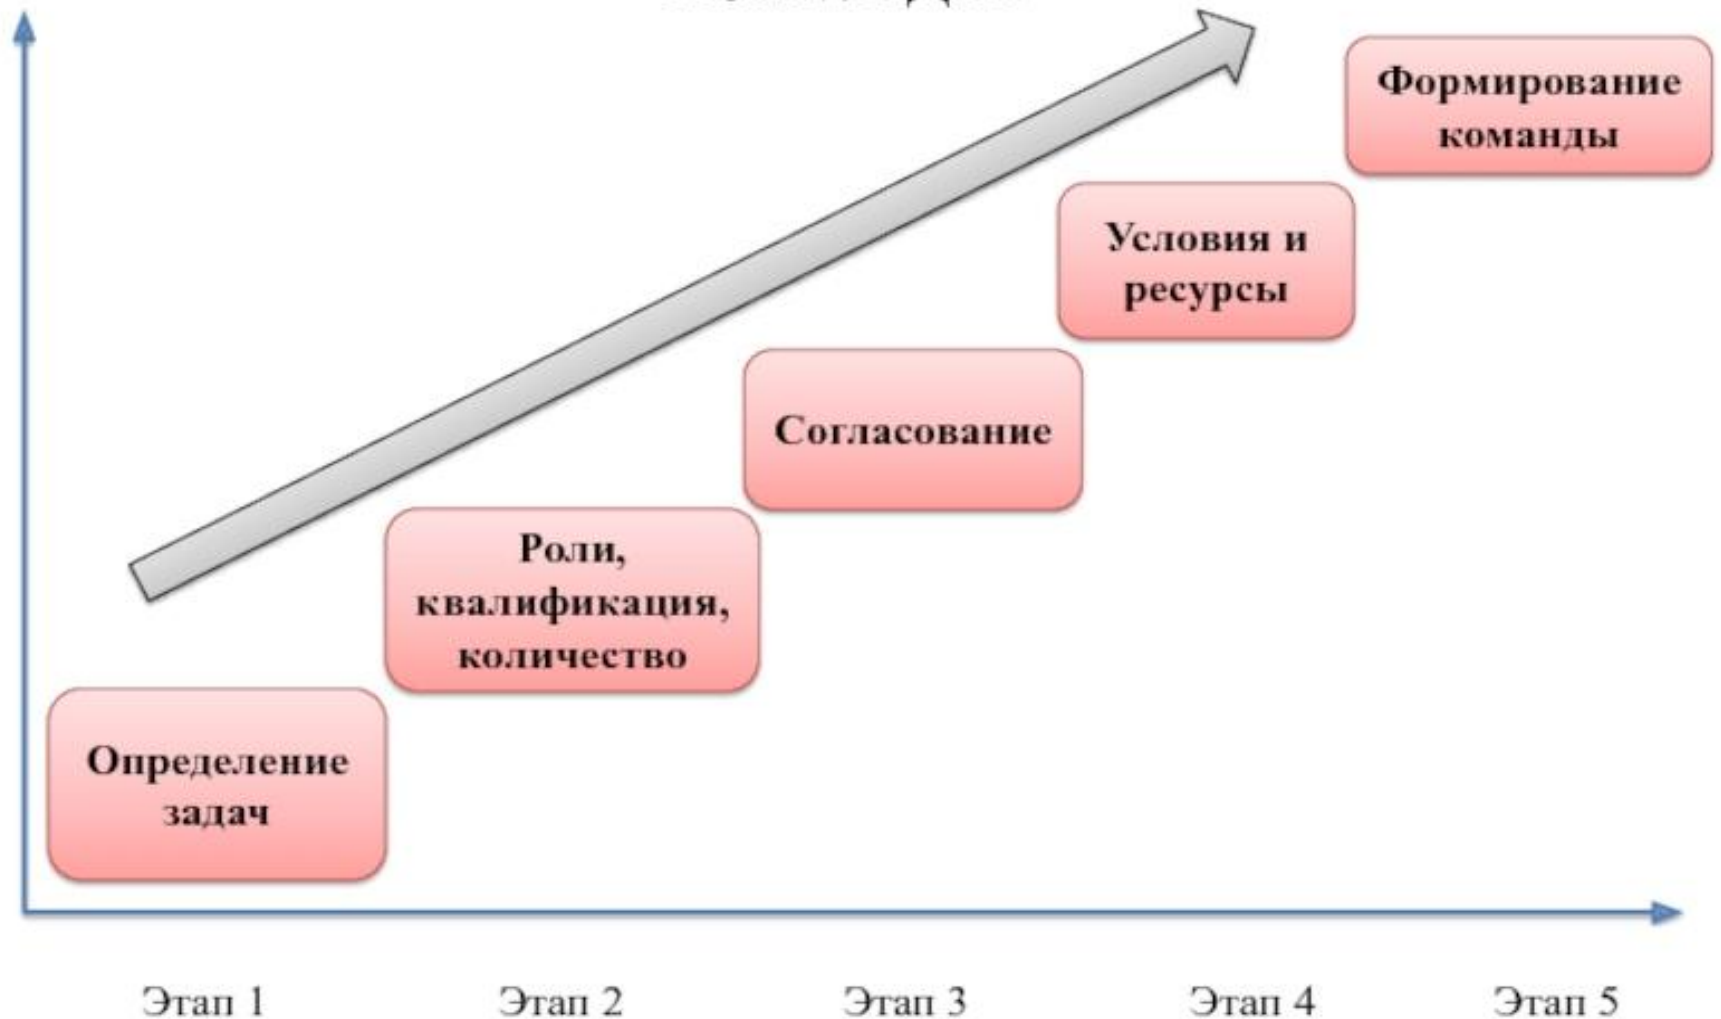 Формирование
команды
Условия и
ресурсы
Согласование
Роли,
квалификация,
количество
Определение
задач
Этап 1
Этап 2
Этап 3
Этап 4
Этап 5